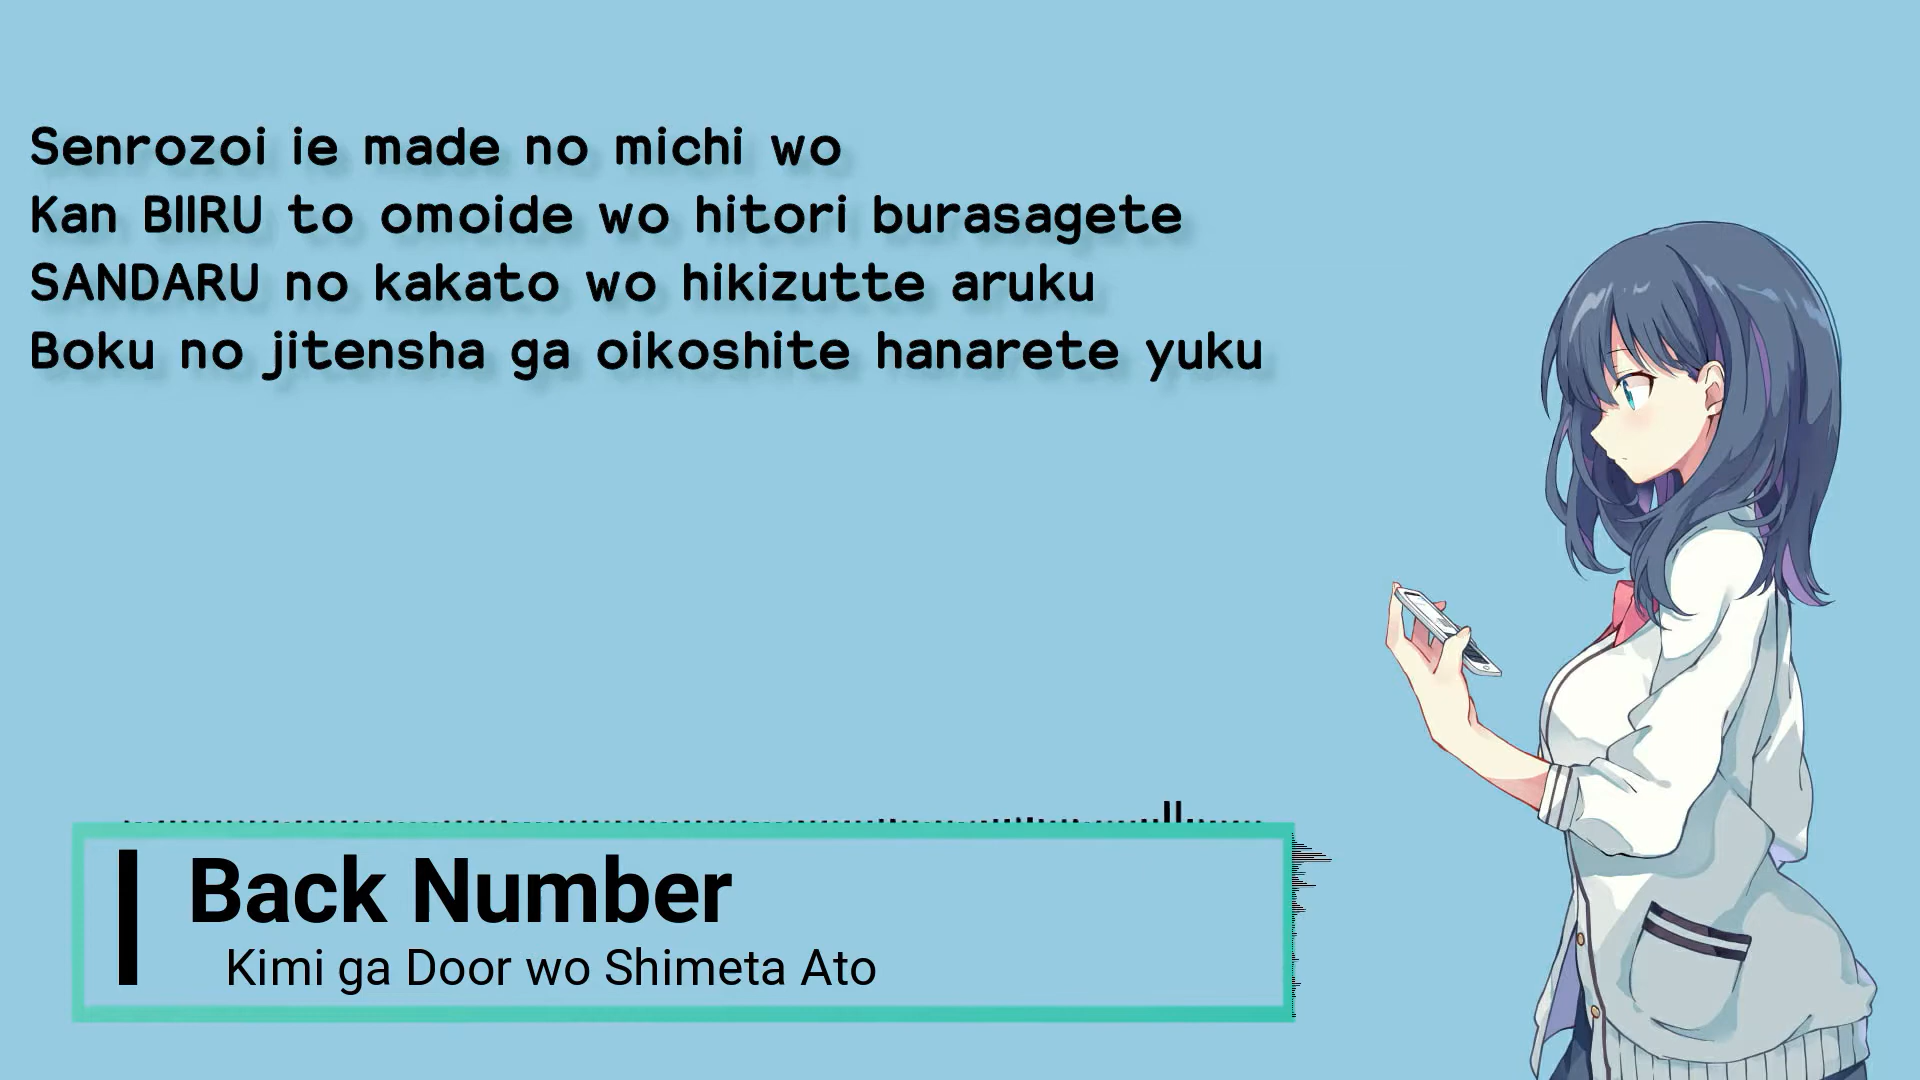 Senrozoi ie made no michi wo
Kan BIIRU to omoide wo hitori burasagete
SANDARU no kakato wo hikizutte aruku
Boku no jitensha ga oikoshite hanarete yuku
Back Number
Kimi ga Door wo Shimeta Ato